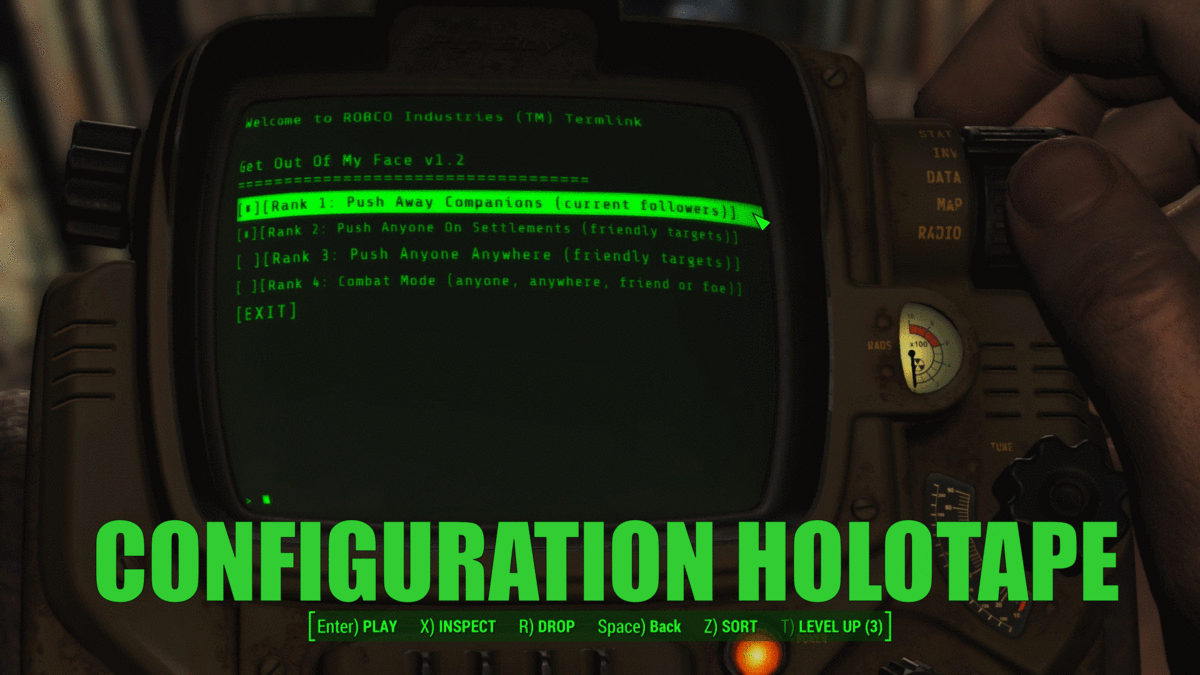 Welcome to ROBCO Industries (TM) Termlink
Get Out Of My Face v1.2
==================================
[*][Rank 1: Push Away Companions (current followers)]
[*][Rank 2: Push Anyone On Settlements (friendly targets)]
[ ][Rank 3: Push Anyone Anywhere (friendly targets)]
[ ][Rank 4: Combat Mode (anyone, anywhere, friend or foe)]
[EXIT]
>
STAT
INV
DATA
MAP
RADIO
RADS
x100
TUNE
CONFIGURATION HOLOTAPE
[Enter) PLAY X) INSPECT R) DROP Space) Back Z) SORT T) LEVEL UP (3)]